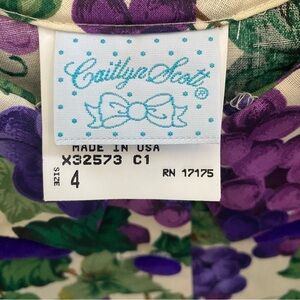 Caitlyn Scott®
MADE IN USA
X32573 C1
SIZE 4 RN 17175